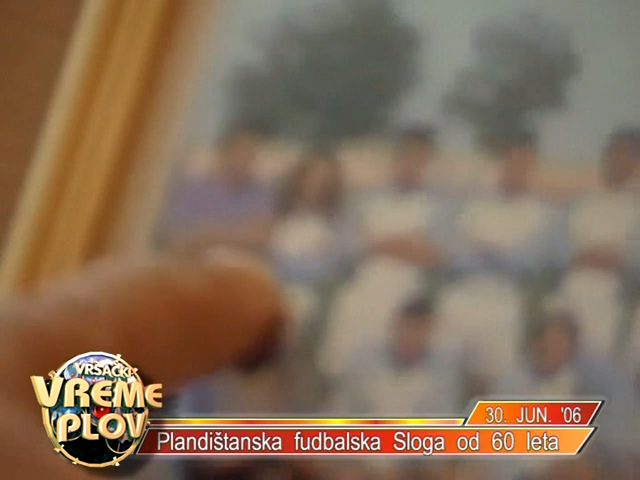 VRŠAČKI
VREME
PLOV
30. JUN. '06
Plandištanska fudbalska Sloga od 60 leta